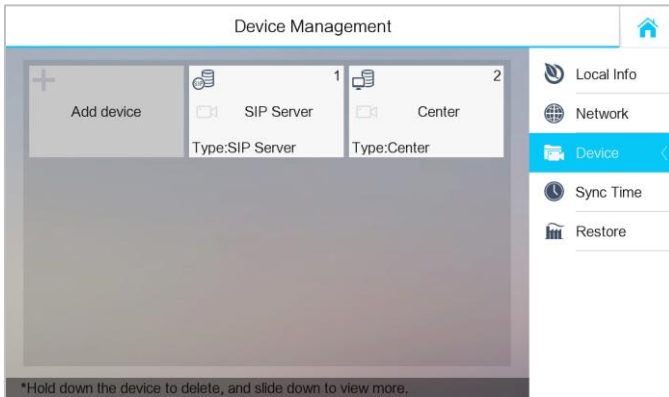 Device Management
Add device
1
SIP
SIP Server
Type:SIP Server
2
Center
Type:Center
*Hold down the device to delete, and slide down to view more.
Local Info
Network
Device
Sync Time
Restore